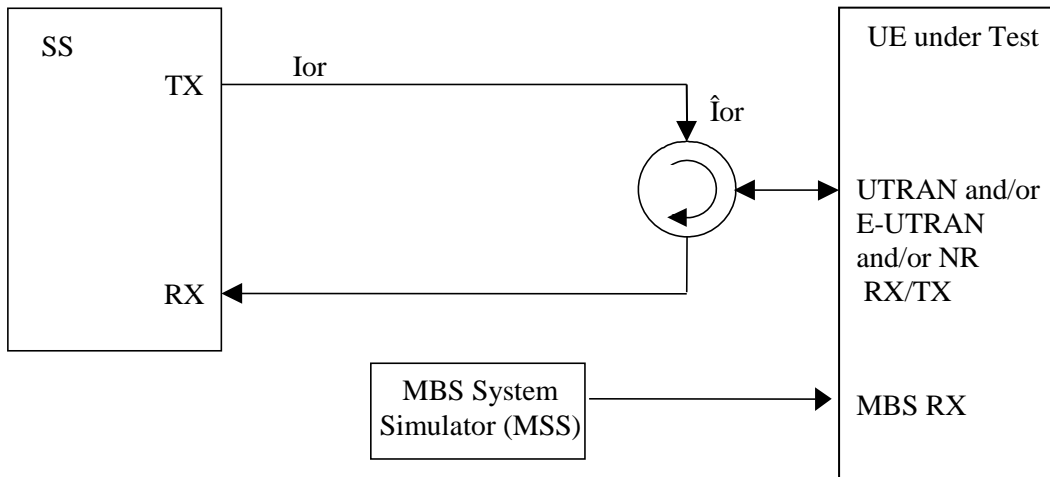 SS
TX
Ior
Îor
UE under Test
UTRAN and/or
E-UTRAN
and/or NR
RX/TX
RX
MBS System
Simulator (MSS)
MBS RX